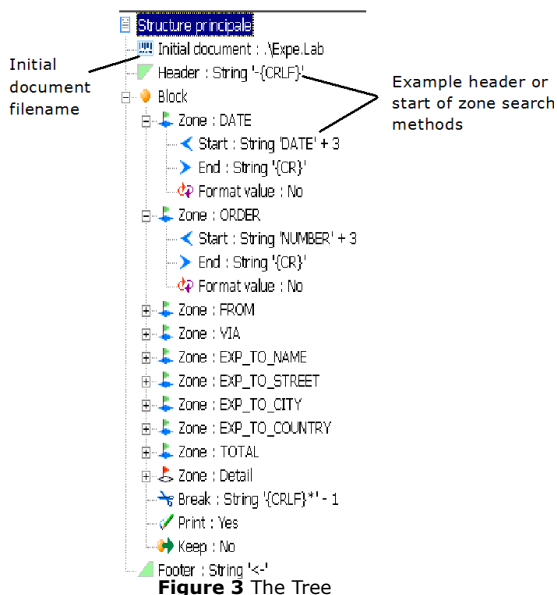 Structure principale
Initial document : .\Expe.Lab
Header : String '-{CRLF}'
Block
Zone : DATE
Start : String 'DATE' + 3
End : String '{CR}'
Format value : No
Zone : ORDER
Start : String 'NUMBER' + 3
End : String '{CR}'
Format value : No
Zone : FROM
Zone : VIA
Zone : EXP_TO_NAME
Zone : EXP_TO_STREET
Zone : EXP_TO_CITY
Zone : EXP_TO_COUNTRY
Zone : TOTAL
Zone : Detail
Break : String '{CRLF}*' - 1
Print : Yes
Keep : No
Footer : String '<-'
Initial
document
filename
Example header or
start of zone search
methods
Figure 3 The Tree